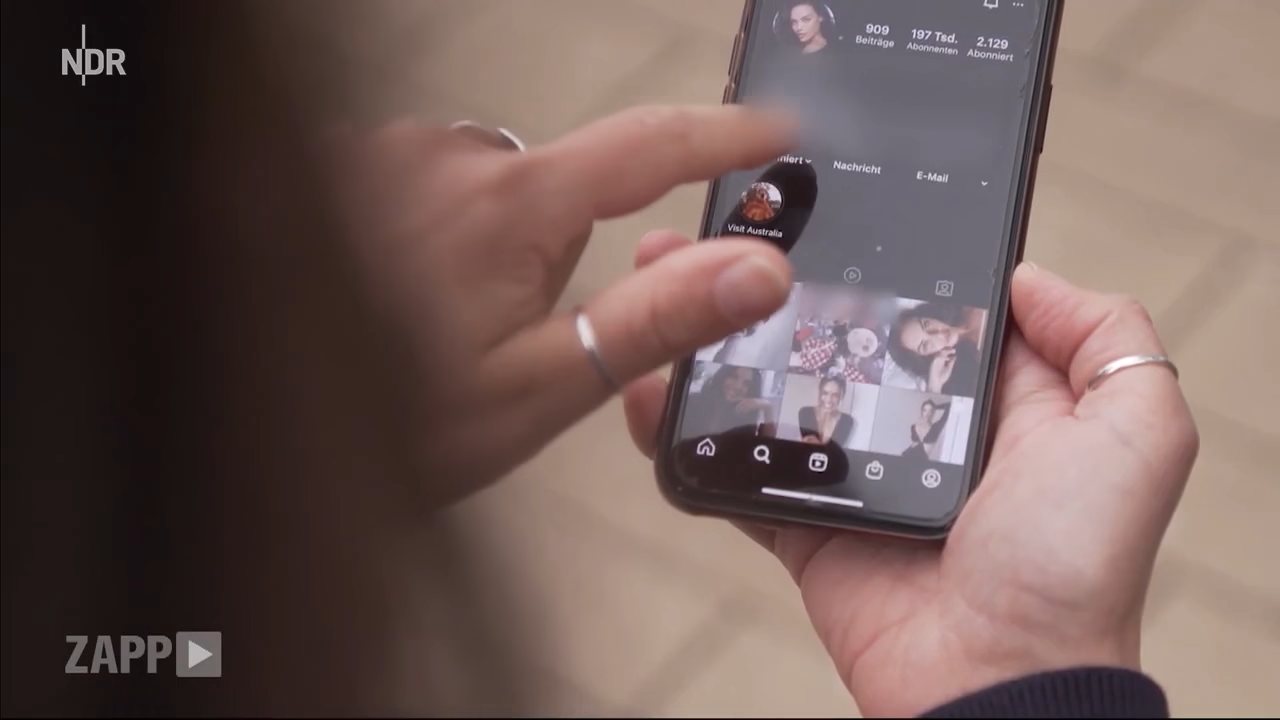 NDR
909
Beiträge
197 Tsd.
Abonnenten
2.129
Abonniert
Nachricht
E-Mail
Visit Australia
ZAPP